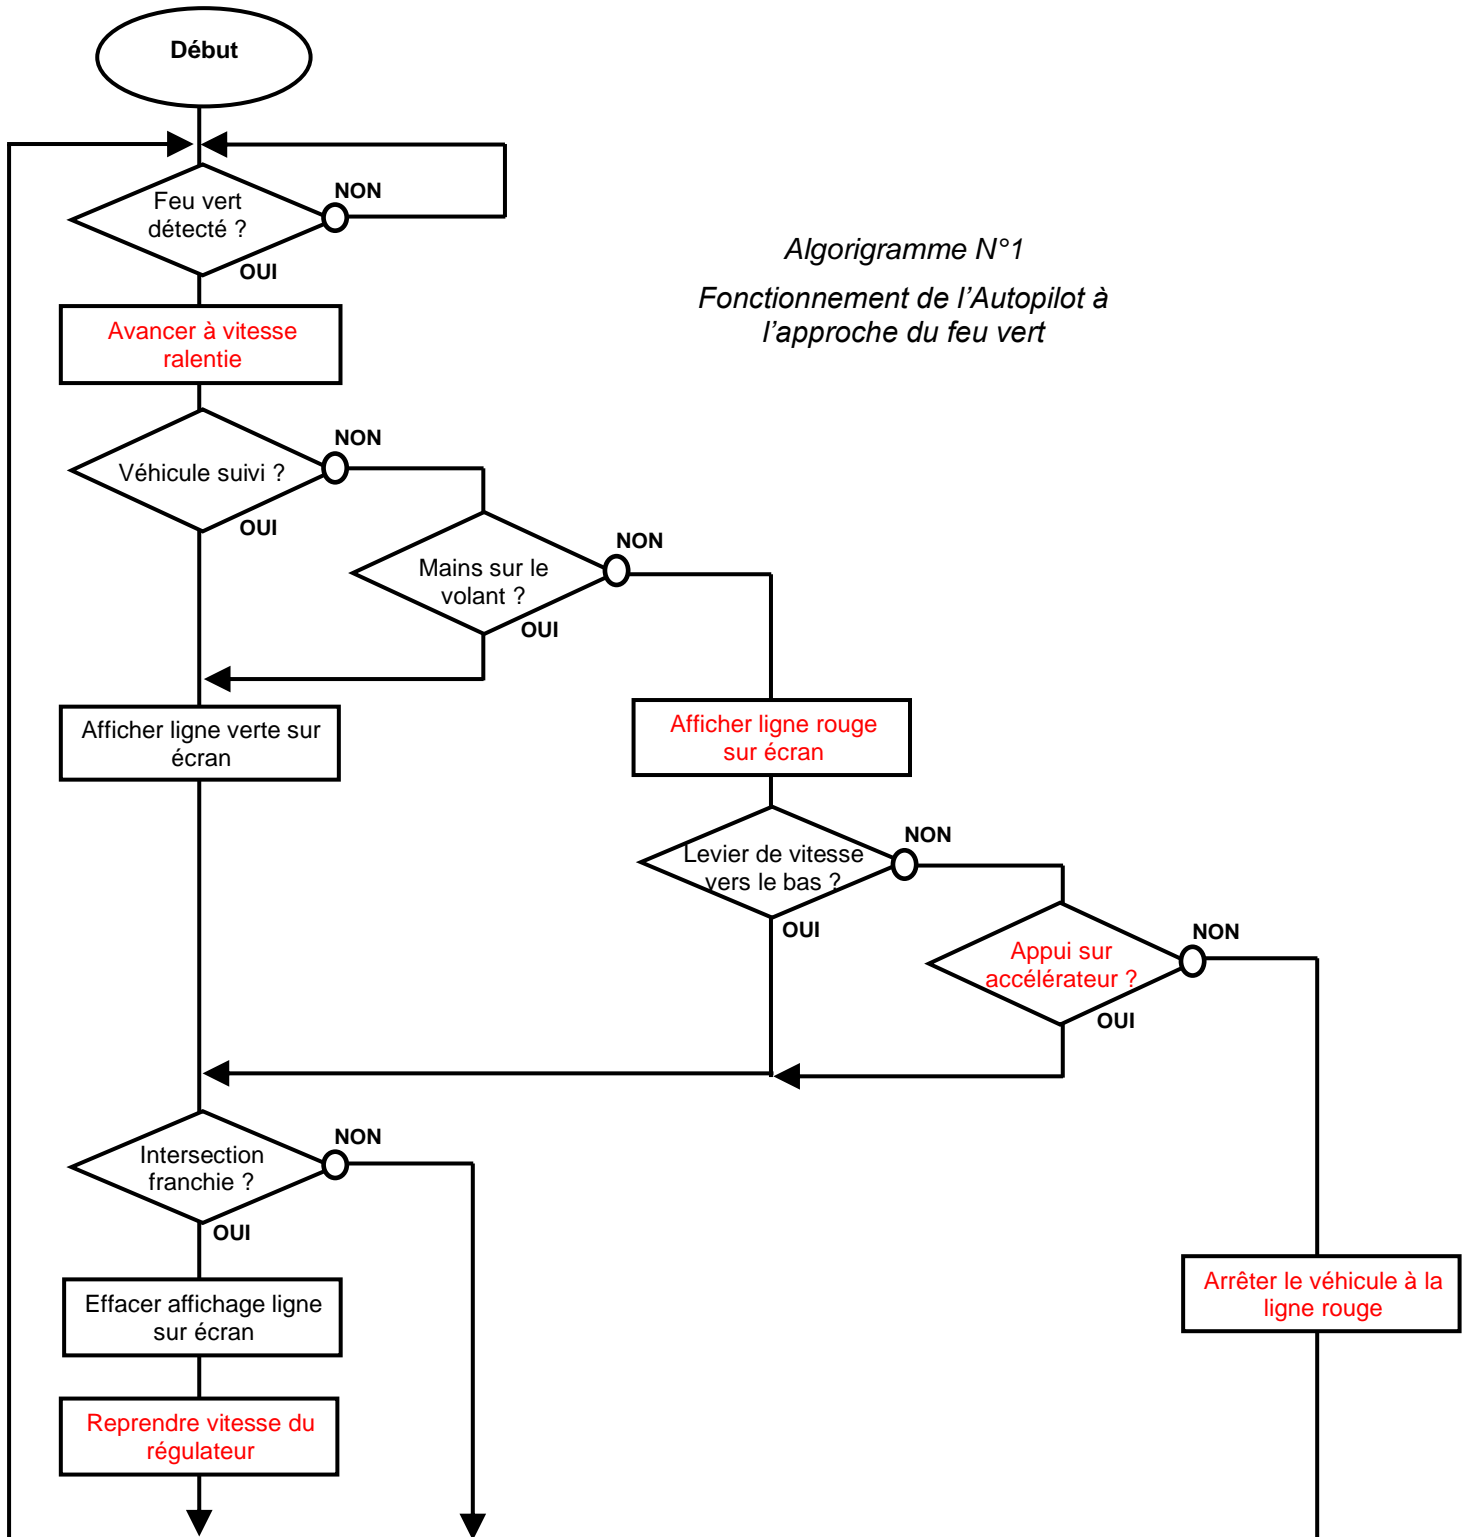 Début
NON
Feu vert
détecté ?
OUI
Algorigramme N°1
Fonctionnement de l’Autopilot à
l’approche du feu vert
Avancer à vitesse
ralentie
NON
Véhicule suivi ?
OUI
NON
Mains sur le
volant ?
OUI
Afficher ligne verte sur
écran
Afficher ligne rouge
sur écran
NON
Levier de vitesse
vers le bas ?
OUI
NON
Appui sur
accélérateur ?
OUI
NON
Intersection
franchie ?
OUI
Effacer affichage ligne
sur écran
Arrêter le véhicule à la
ligne rouge
Reprendre vitesse du
régulateur